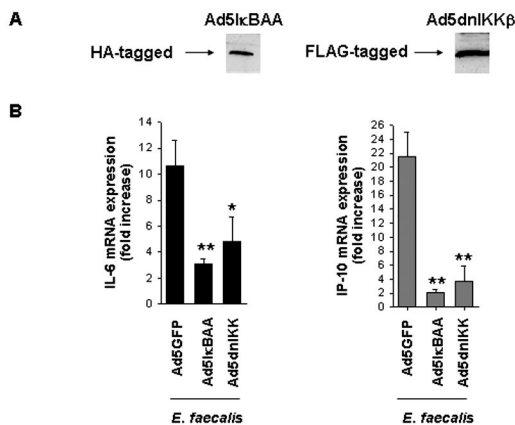 A
Ad5IκBAA
Ad5dnIKKβ
HA-tagged
FLAG-tagged
B
IL-6 mRNA expression
(fold increase)
14
12
10
8
6
4
2
0
**
*
Ad5GFP
Ad5IκBAA
Ad5dnIKK
E. faecalis
IP-10 mRNA expression
(fold increase)
26
24
22
20
18
16
14
12
10
8
6
4
2
0
**
**
Ad5GFP
Ad5IκBAA
Ad5dnIKK
E. faecalis